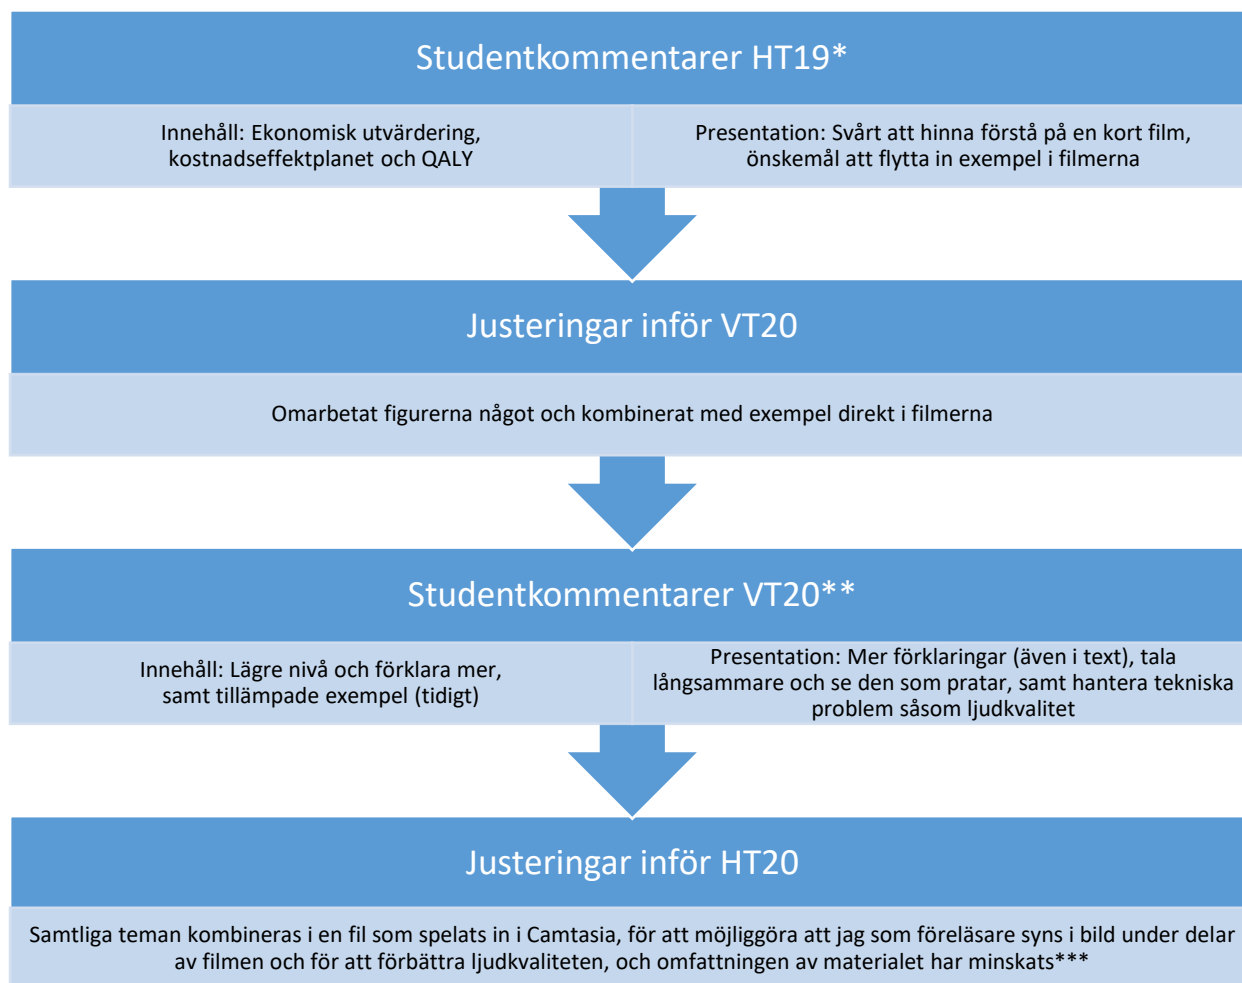 Studentkommentarer HT19*
Innehåll: Ekonomisk utvärdering,
kostnadseffektplanet och QALY
Presentation: Svårt att hinna förstå på en kort film,
önskemål att flytta in exempel i filmerna
Justeringar inför VT20
Omarbetat figurerna något och kombinerat med exempel direkt i filmerna
Studentkommentarer VT20**
Innehåll: Lägre nivå och förklara mer,
samt tillämpade exempel (tidigt)
Presentation: Mer förklaringar (även i text), tala
långsammare och se den som pratar, samt hantera tekniska
problem såsom ljudkvalitet
Justeringar inför HT20
Samtliga teman kombineras i en fil som spelats in i Camtasia, för att möjliggöra att jag som föreläsare syns i bild under delar
av filmen och för att förbättra ljudkvaliteten, och omfattningen av materialet har minskats***